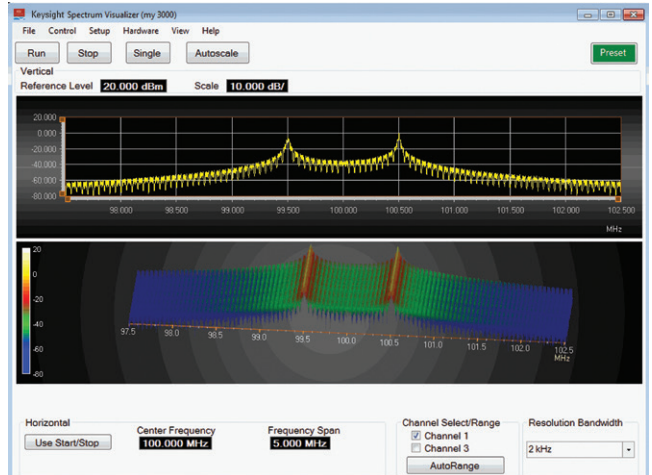 Keysight Spectrum Visualizer (my 3000)
File Control Setup Hardware View Help
Run Stop Single Autoscale Preset
Vertical
Reference Level 20.000 dBm Scale 10.000 dB/
20.000
0.000
-20.000
-40.000
-60.000
-80.000
98.000 98.500 99.000 99.500 100.000 100.500 101.000 101.500 102.000 102.500
MHz
20
0
-20
-40
-60
-80
97.5 98.0 98.5 99.0 99.5 100.0 100.5 101.0 101.5 102.0 102.5
MHz
Horizontal
Use Start/Stop
Center Frequency
100.000 MHz
Frequency Span
5.000 MHz
Channel Select/Range
Channel 1
Channel 3
AutoRange
Resolution Bandwidth
2 kHz